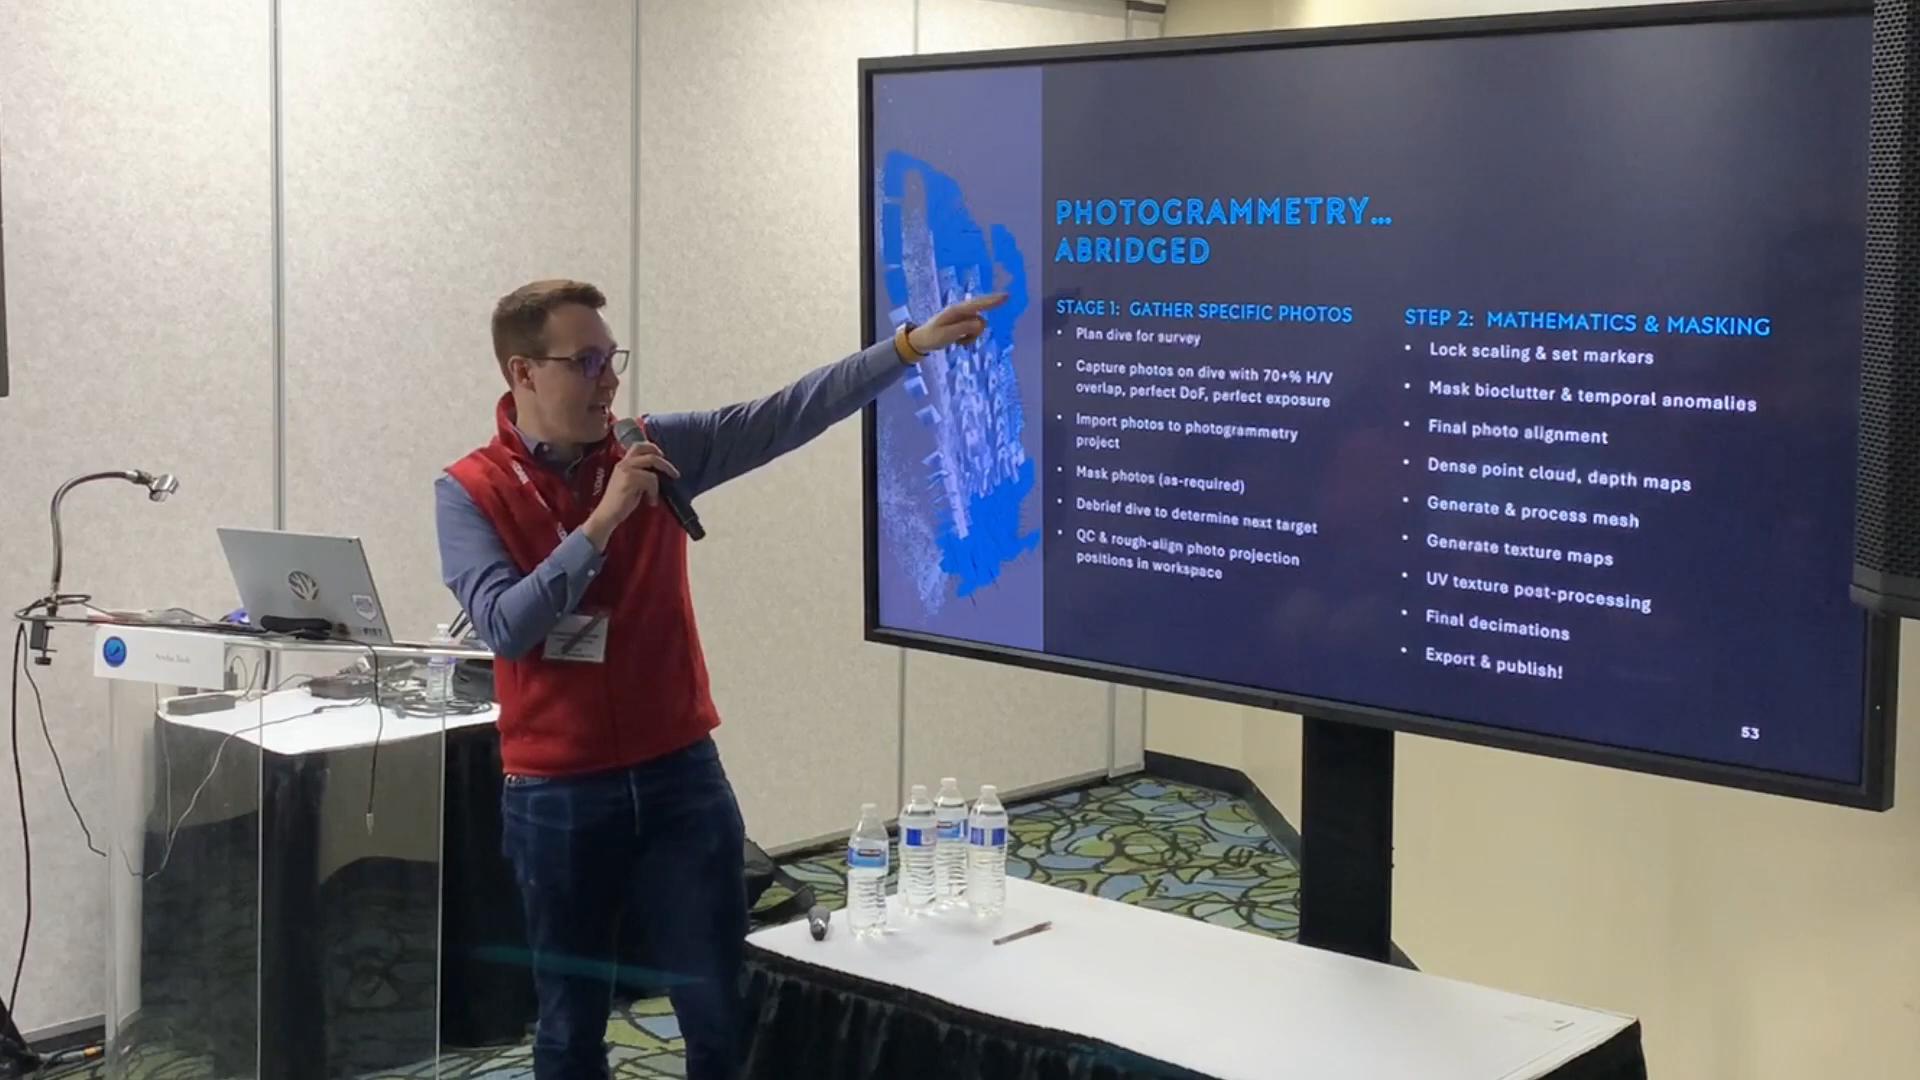 PHOTOGRAMMETRY...
ABRIDGED
STAGE 1: GATHER SPECIFIC PHOTOS
• Plan dive for survey
• Capture photos on dive with 70+% H/V
overlap, perfect DoF, perfect exposure
• Import photos to photogrammetry
project
• Mask photos (as-required)
• Debrief dive to determine next target
• QC & rough-align photo projection
positions in workspace
STEP 2: MATHEMATICS & MASKING
• Lock scaling & set markers
• Mask bioclutter & temporal anomalies
• Final photo alignment
• Dense point cloud, depth maps
• Generate & process mesh
• Generate texture maps
• UV texture post-processing
• Final decimations
• Export & publish!
53